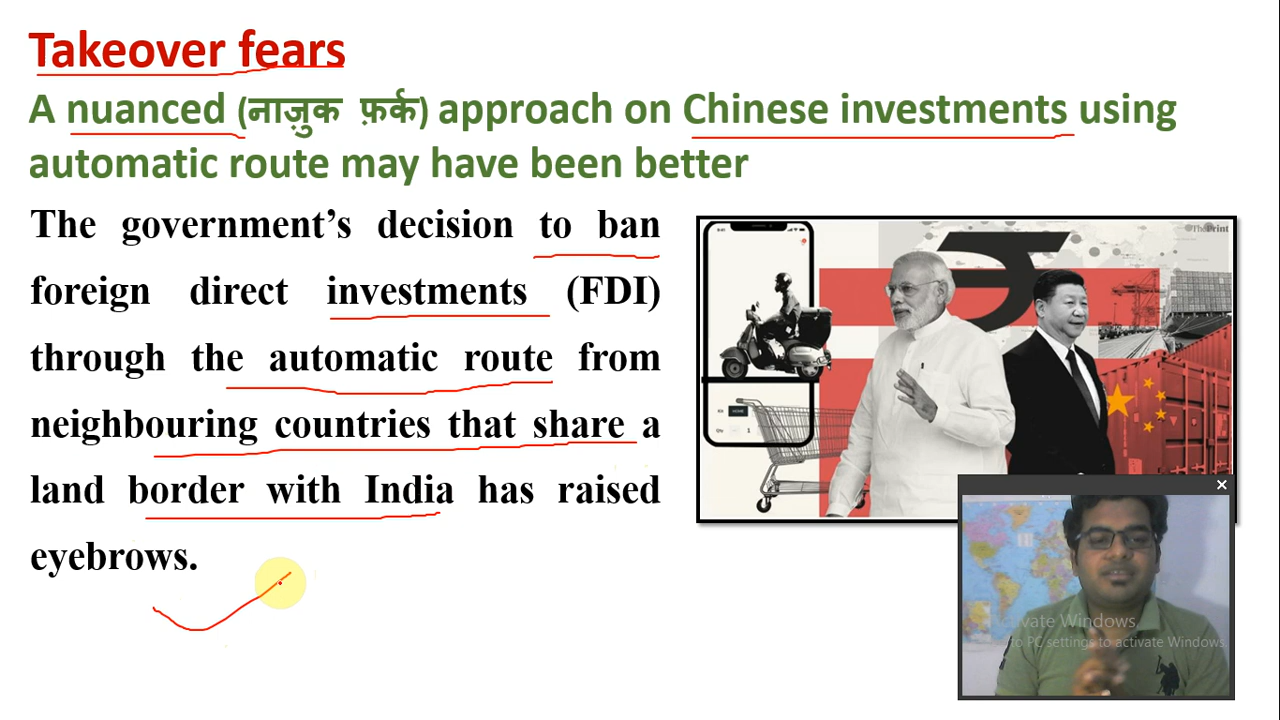 Takeover fears
A nuanced (नाज़ुक फ़र्क) approach on Chinese investments using
automatic route may have been better
The government’s decision to ban
foreign direct investments (FDI)
through the automatic route from
neighbouring countries that share a
land border with India has raised
eyebrows.
ThePrint
HOME
1
Activate Windows
to PC settings to activate Windows.